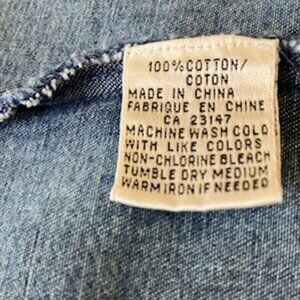 100% COTTON/
COTON
MADE IN CHINA
FABRIQUE EN CHINE
CA 23147
MACHINE WASH COLD
WITH LIKE COLORS
NON-CHLORINE BLEACH
TUMBLE DRY MEDIUM
WARM IRON IF NEEDED